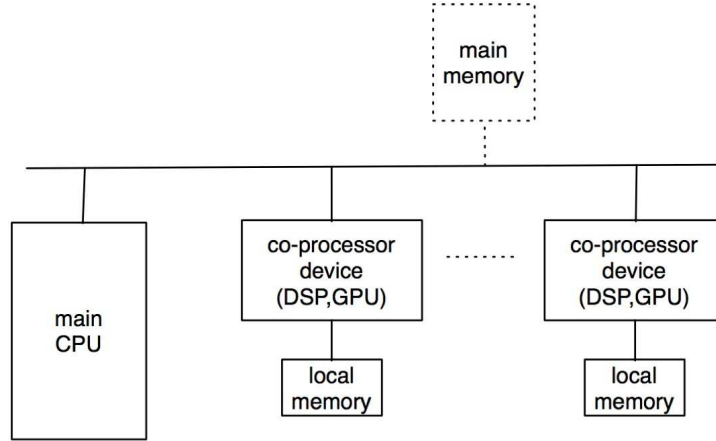 main
memory
main
CPU
co-processor
device
(DSP,GPU)
local
memory
co-processor
device
(DSP,GPU)
local
memory